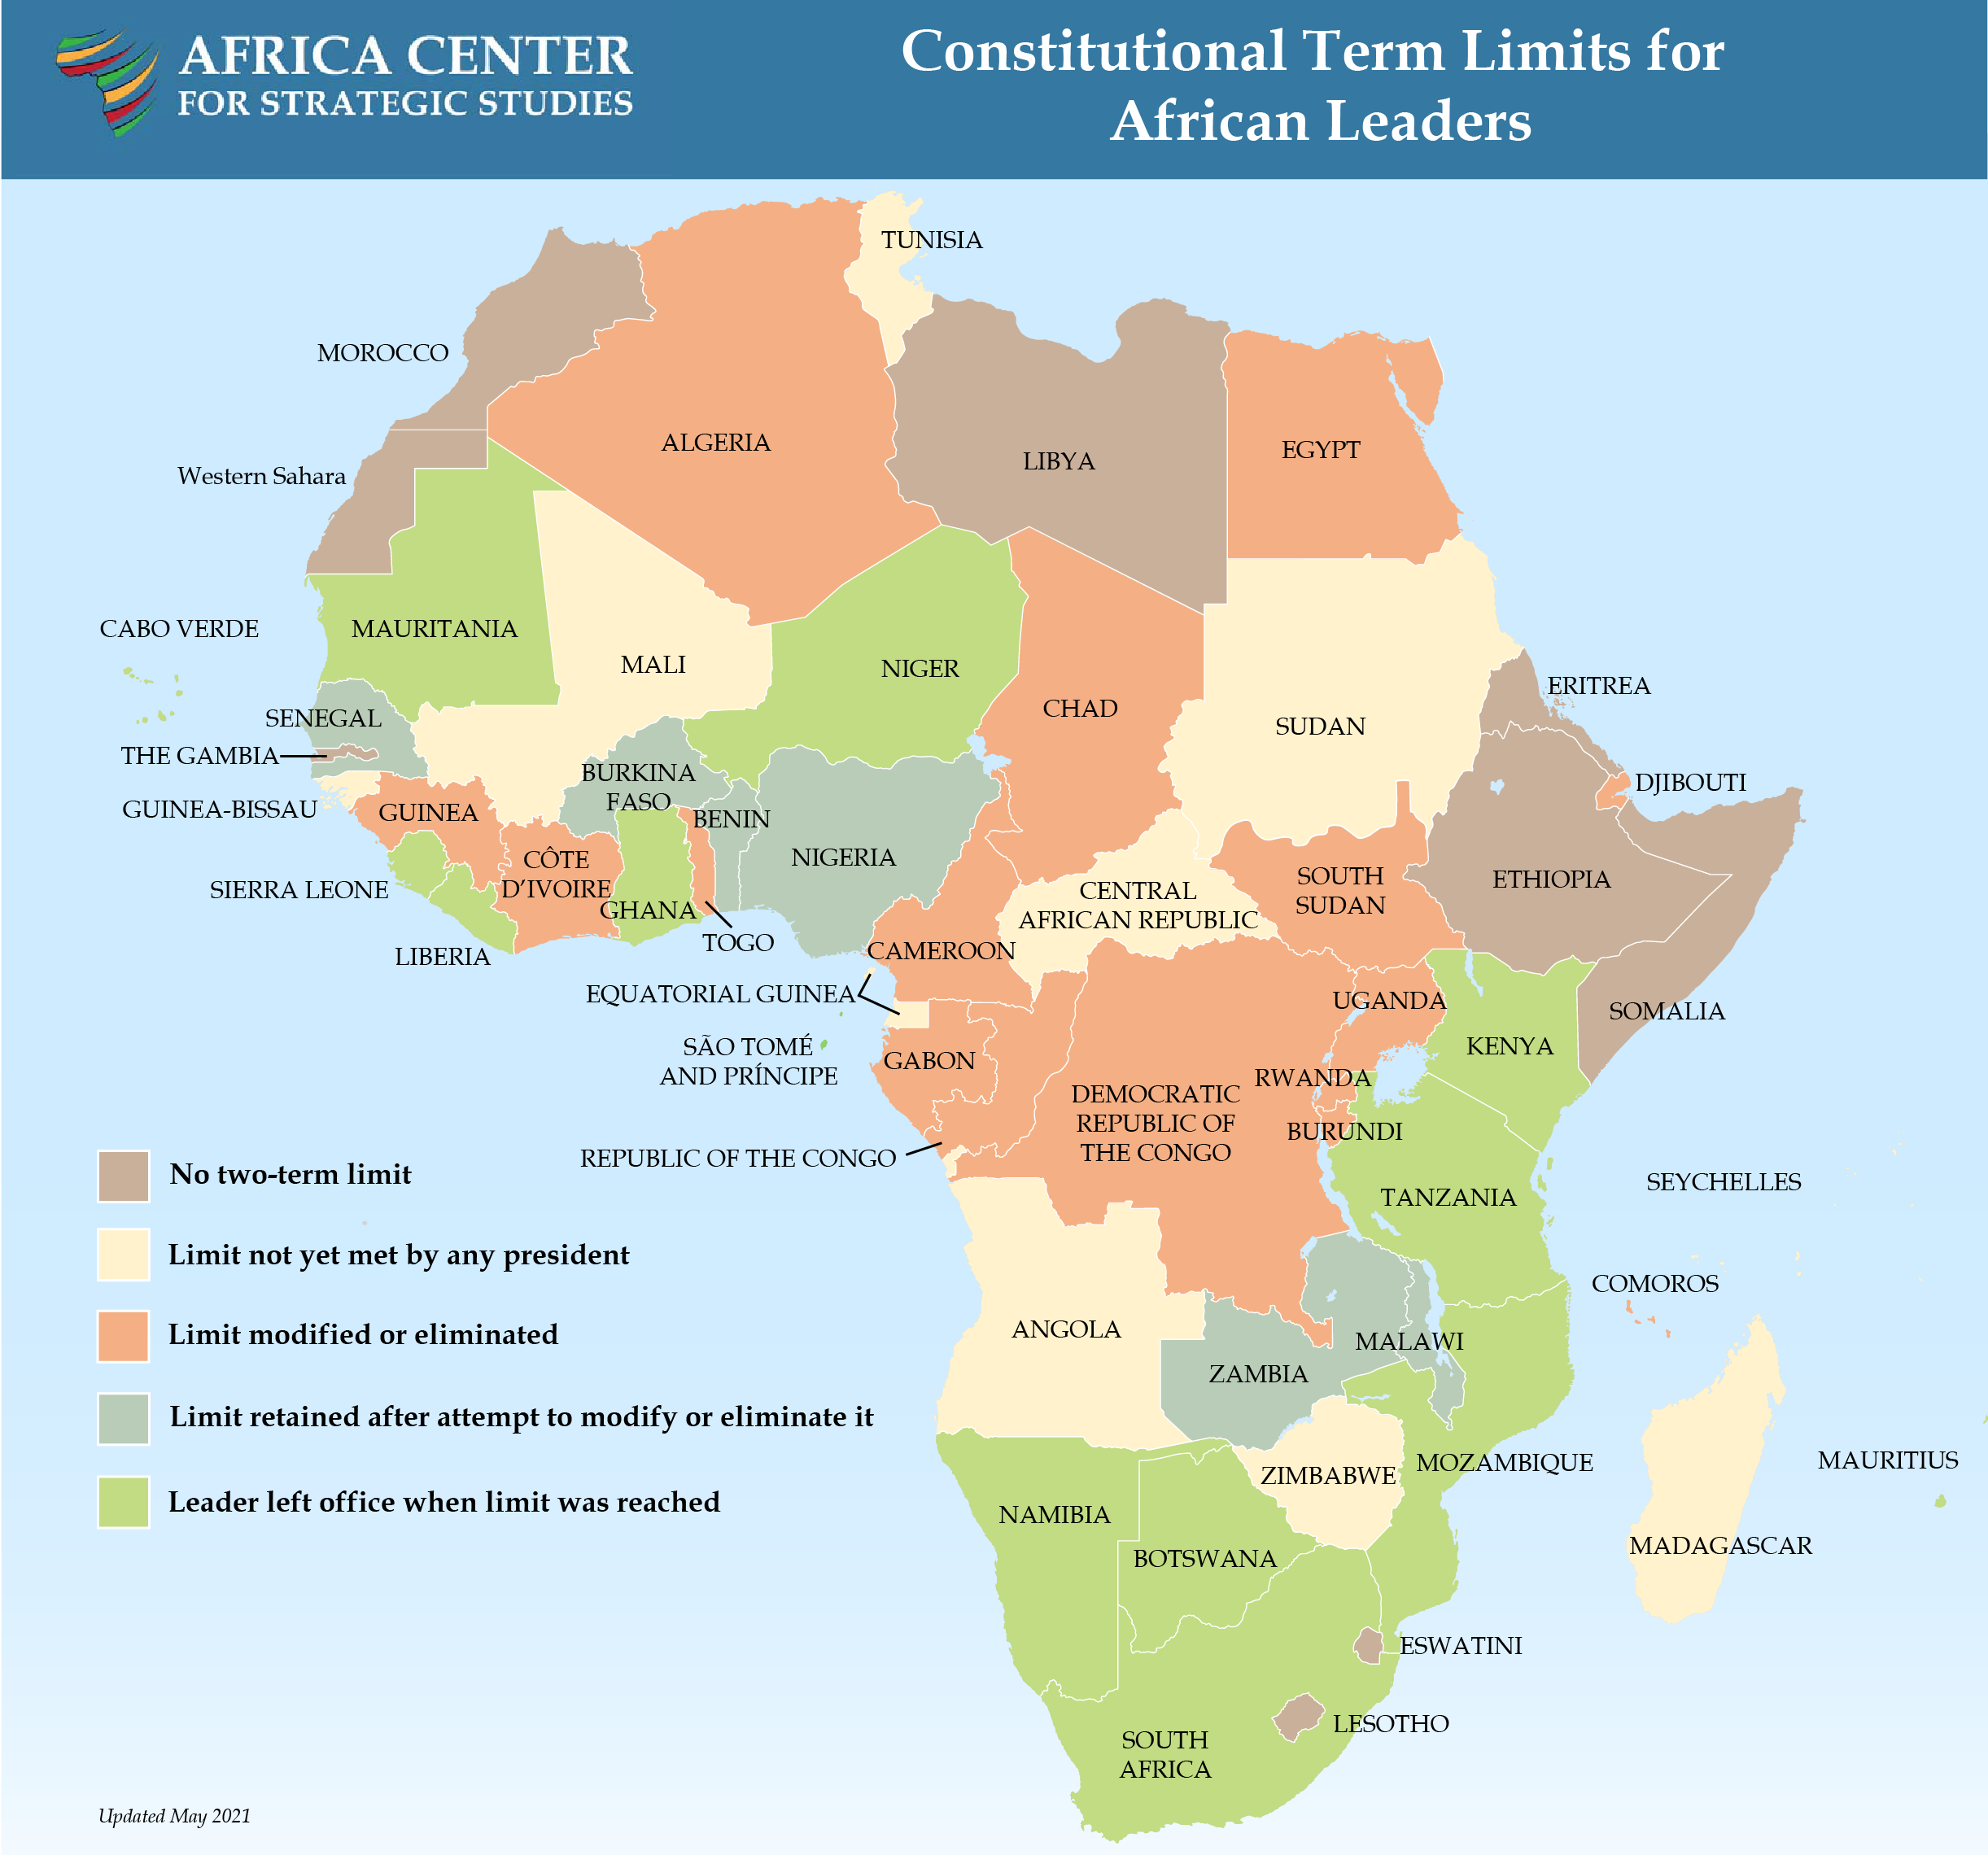 AFRICA CENTER
FOR STRATEGIC STUDIES
Constitutional Term Limits for
African Leaders
TUNISIA
MOROCCO
ALGERIA
LIBYA
EGYPT
Western Sahara
CABO VERDE
MAURITANIA
MALI
NIGER
CHAD
SUDAN
ERITREA
SENEGAL
THE GAMBIA
GUINEA-BISSAU
GUINEA
BURKINA
FASO
BENIN
NIGERIA
DJIBOUTI
SIERRA LEONE
CÔTE
D’IVOIRE
GHANA
LIBERIA
TOGO
CAMEROON
CENTRAL
AFRICAN REPUBLIC
SOUTH
SUDAN
ETHIOPIA
SOMALIA
EQUATORIAL GUINEA
SÃO TOMÉ
AND PRÍNCIPE
GABON
REPUBLIC OF THE CONGO
DEMOCRATIC
REPUBLIC OF
THE CONGO
UGANDA
KENYA
RWANDA
BURUNDI
TANZANIA
SEYCHELLES
COMOROS
ANGOLA
ZAMBIA
MALAWI
MOZAMBIQUE
ZIMBABWE
MAURITIUS
MADAGASCAR
NAMIBIA
BOTSWANA
ESWATINI
LESOTHO
SOUTH
AFRICA
No two-term limit
Limit not yet met by any president
Limit modified or eliminated
Limit retained after attempt to modify or eliminate it
Leader left office when limit was reached
Updated May 2021